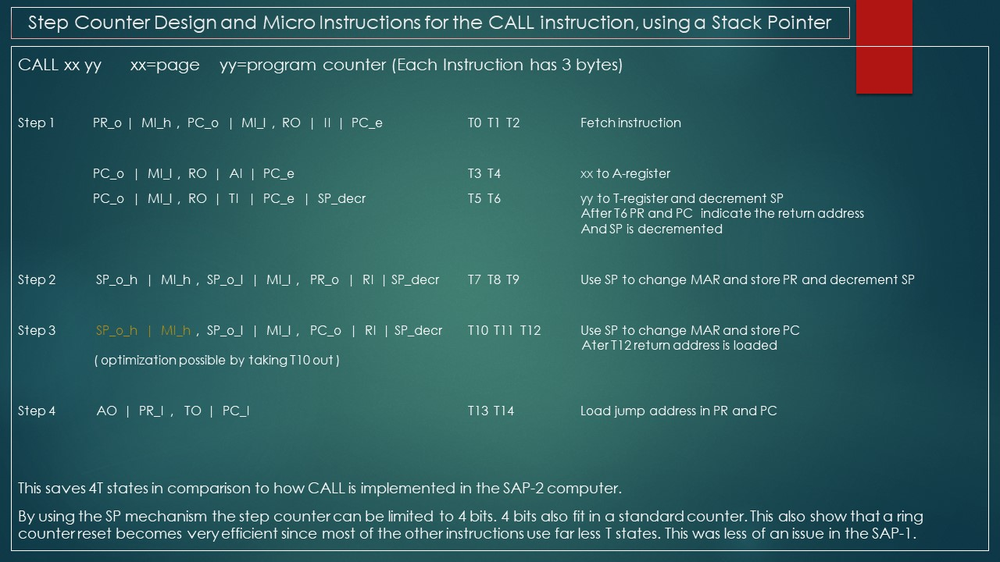 Step Counter Design and Micro Instructions for the CALL instruction, using a Stack Pointer
CALL xx yy xx=page yy=program counter (Each Instruction has 3 bytes)
Step 1 PR_o | MI_h , PC_o | MI_l , RO | II | PC_e T0 T1 T2 Fetch instruction
PC_o | MI_l , RO | AI | PC_e T3 T4 xx to A-register
PC_o | MI_l , RO | TI | PC_e | SP_decr T5 T6 yy to T-register and decrement SP
After T6 PR and PC indicate the return address
And SP is decremented
Step 2 SP_o_h | MI_h , SP_o_l | MI_l , PR_o | RI | SP_decr T7 T8 T9 Use SP to change MAR and store PR and decrement SP
Step 3 SP_o_h | MI_h , SP_o_l | MI_l , PC_o | RI | SP_decr T10 T11 T12 Use SP to change MAR and store PC
Ater T12 return address is loaded
( optimization possible by taking T10 out )
Step 4 AO | PR_l , TO | PC_l T13 T14 Load jump address in PR and PC
This saves 4T states in comparison to how CALL is implemented in the SAP-2 computer.
By using the SP mechanism the step counter can be limited to 4 bits. 4 bits also fit in a standard counter. This also show that a ring
counter reset becomes very efficient since most of the other instructions use far less T states. This was less of an issue in the SAP-1.